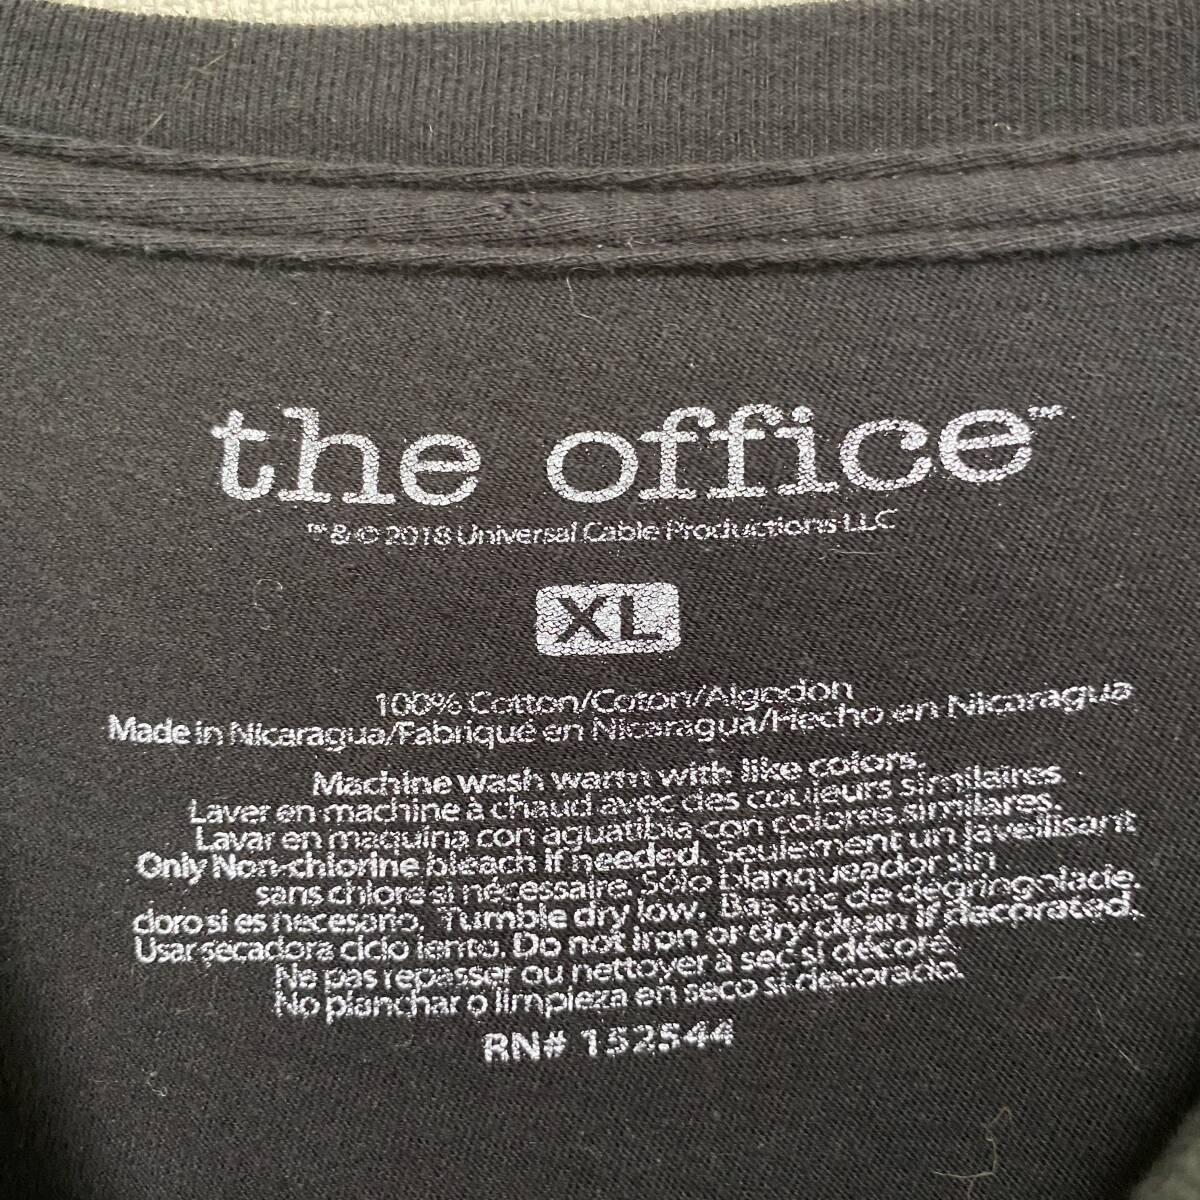 the office™
™ & © 2018 Universal Cable Productions LLC
XL
100% Cotton/Coton/Algodon
Made in Nicaragua/Fabriqué en Nicaragua/Hecho en Nicaragua
Machine wash warm with like colors.
Laver en machine à chaud avec des couleurs similaires
Lavar en maquina con aguatibia con colores similares.
Only Non-chlorine bleach if needed. Seulement un javellisant
sans chlore si nécessaire. Sólo blanqueador sin
cloro si es necesario. Tumble dry low. Bas sec de dégringolade.
Usar secadora ciclo lento. Do not iron or dry clean if decorated.
Ne pas repasser ou nettoyer à sec si décoré
No planchar o limpieza en seco si decorado.
RN# 152544